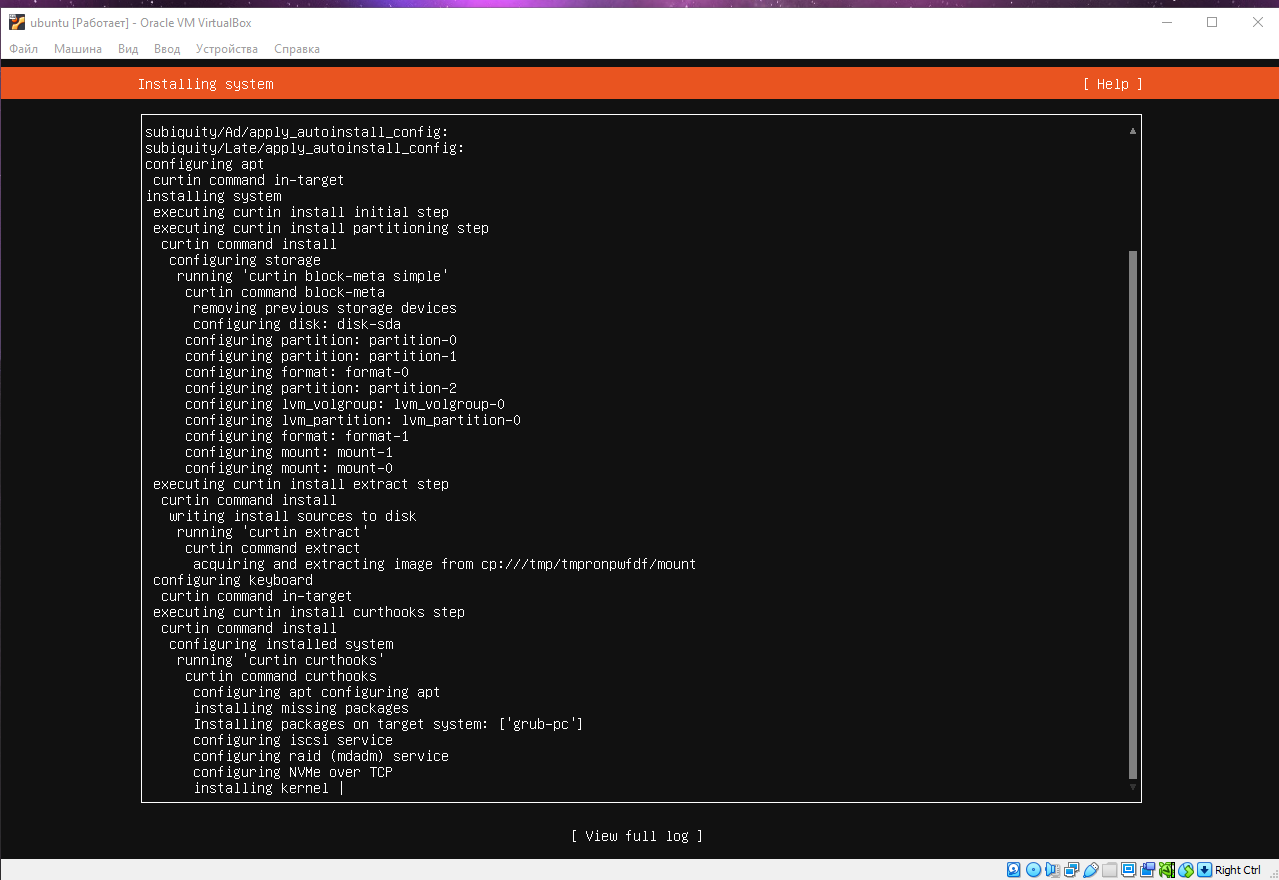 ubuntu [Работает] - Oracle VM VirtualBox
Файл Машина Вид Ввод Устройства Справка
Installing system [ Help ]
subiquity/Ad/apply_autoinstall_config:
subiquity/Late/apply_autoinstall_config:
configuring apt
curtin command in-target
installing system
executing curtin install initial step
executing curtin install partitioning step
curtin command install
configuring storage
running 'curtin block-meta simple'
curtin command block-meta
removing previous storage devices
configuring disk: disk-sda
configuring partition: partition-0
configuring partition: partition-1
configuring format: format-0
configuring partition: partition-2
configuring lvm_volgroup: lvm_volgroup-0
configuring lvm_partition: lvm_partition-0
configuring format: format-1
configuring mount: mount-1
configuring mount: mount-0
executing curtin install extract step
curtin command install
writing install sources to disk
running 'curtin extract'
curtin command extract
acquiring and extracting image from cp:///tmp/tmpronpwfdf/mount
configuring keyboard
curtin command in-target
executing curtin install curthooks step
curtin command install
configuring installed system
running 'curtin curthooks'
curtin command curthooks
configuring apt configuring apt
installing missing packages
Installing packages on target system: ['grub-pc']
configuring iscsi service
configuring raid (mdadm) service
configuring NVMe over TCP
installing kernel |
[ View full log ]
Right Ctrl